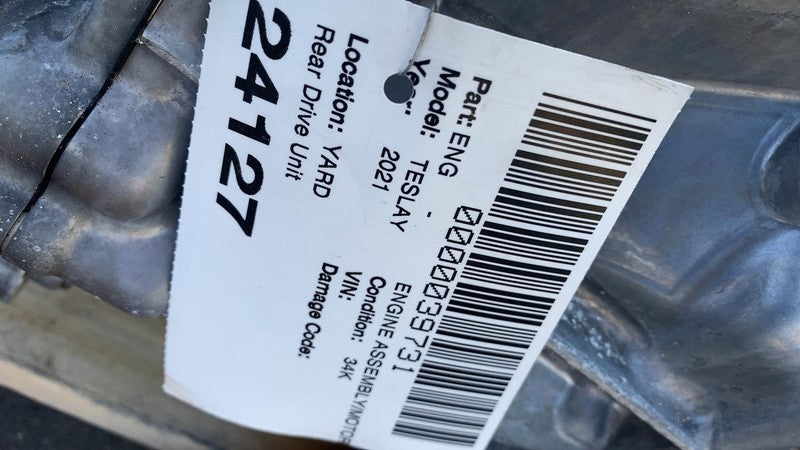 0000039731
Part: ENG - ENGINE ASSEMBLY/MOTOR
Model: TESLAY
Year: 2021 Condition: 34K
VIN:
Location: YARD Damage Code:
Rear Drive Unit
24127